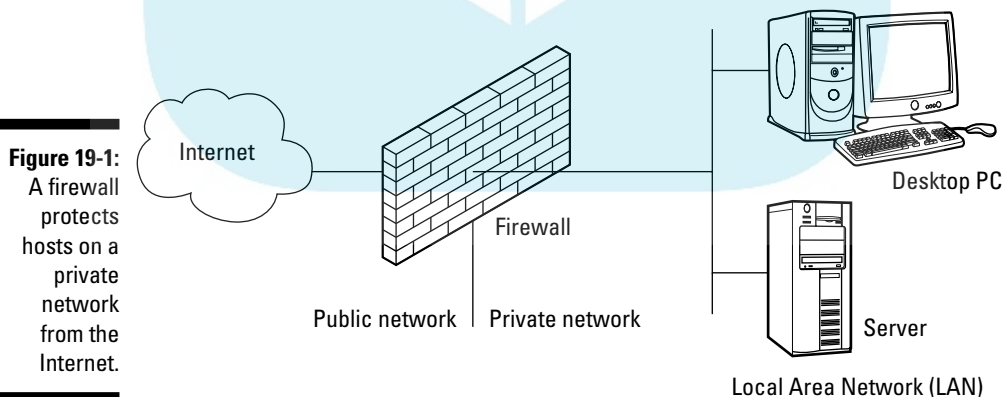 Figure 19-1:
A firewall
protects
hosts on a
private
network
from the
Internet.
Internet
Firewall
Public network
Private network
Desktop PC
Server
Local Area Network (LAN)